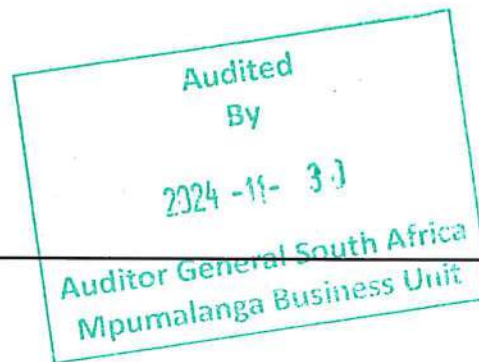 Audited
By
2024 -11- 30
Auditor General South Africa
Mpumalanga Business Unit